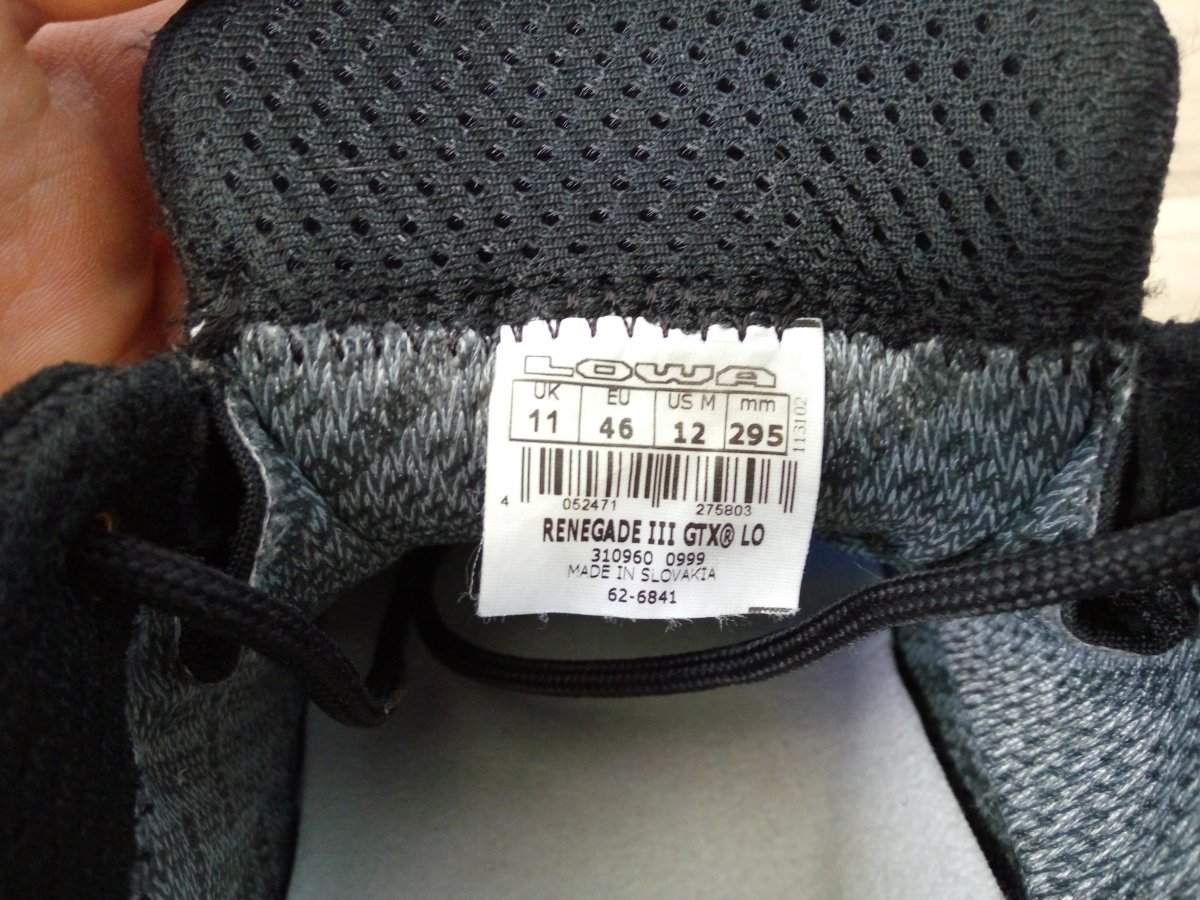 LOWA
UK EU US M mm
11 46 12 295
113102
4 052471 275803
RENEGADE III GTX® LO
310960 0999
MADE IN SLOVAKIA
62-6841